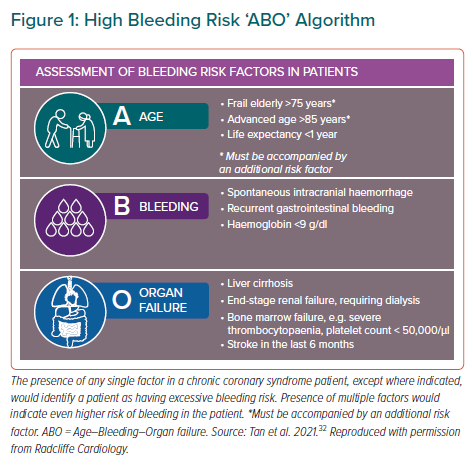 Figure 1: High Bleeding Risk ‘ABO’ Algorithm
ASSESSMENT OF BLEEDING RISK FACTORS IN PATIENTS
A AGE
• Frail elderly >75 years*
• Advanced age >85 years*
• Life expectancy <1 year
* Must be accompanied by
an additional risk factor
B BLEEDING
• Spontaneous intracranial haemorrhage
• Recurrent gastrointestinal bleeding
• Haemoglobin <9 g/dl
O ORGAN
FAILURE
• Liver cirrhosis
• End-stage renal failure, requiring dialysis
• Bone marrow failure, e.g. severe
thrombocytopaenia, platelet count < 50,000/µl
• Stroke in the last 6 months
The presence of any single factor in a chronic coronary syndrome patient, except where indicated,
would identify a patient as having excessive bleeding risk. Presence of multiple factors would
indicate even higher risk of bleeding in the patient. *Must be accompanied by an additional risk
factor. ABO = Age–Bleeding–Organ failure. Source: Tan et al. 2021.32 Reproduced with permission
from Radcliffe Cardiology.